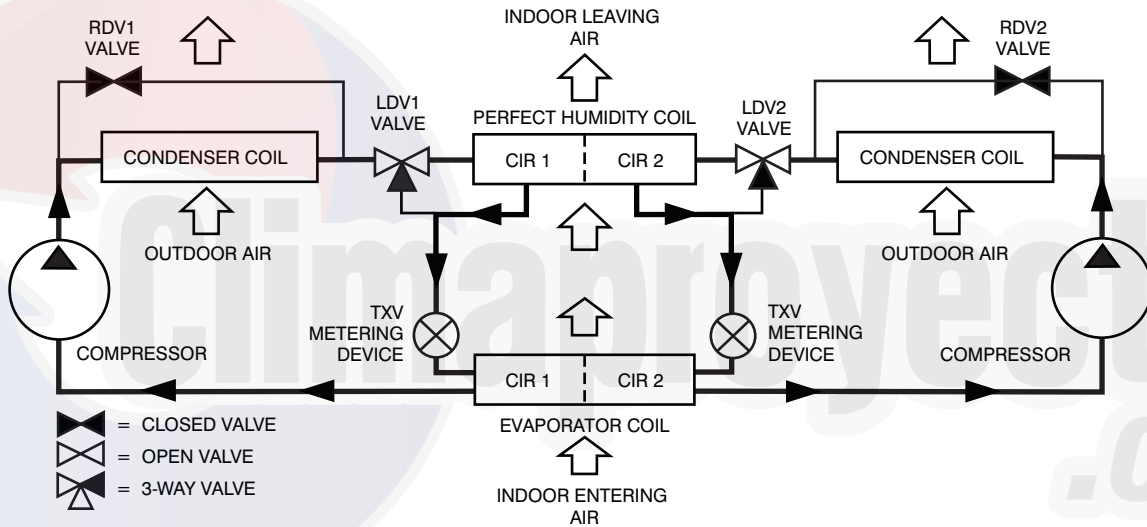 INDOOR LEAVING
AIR
RDV1
VALVE
RDV2
VALVE
LDV1
VALVE
PERFECT HUMIDITY COIL
LDV2
VALVE
CONDENSER COIL
CIR 1
CIR 2
CONDENSER COIL
OUTDOOR AIR
OUTDOOR AIR
TXV
METERING
DEVICE
TXV
METERING
DEVICE
COMPRESSOR
COMPRESSOR
CIR 1
CIR 2
EVAPORATOR COIL
= CLOSED VALVE
= OPEN VALVE
= 3-WAY VALVE
INDOOR ENTERING
AIR
Climaproyect
.c